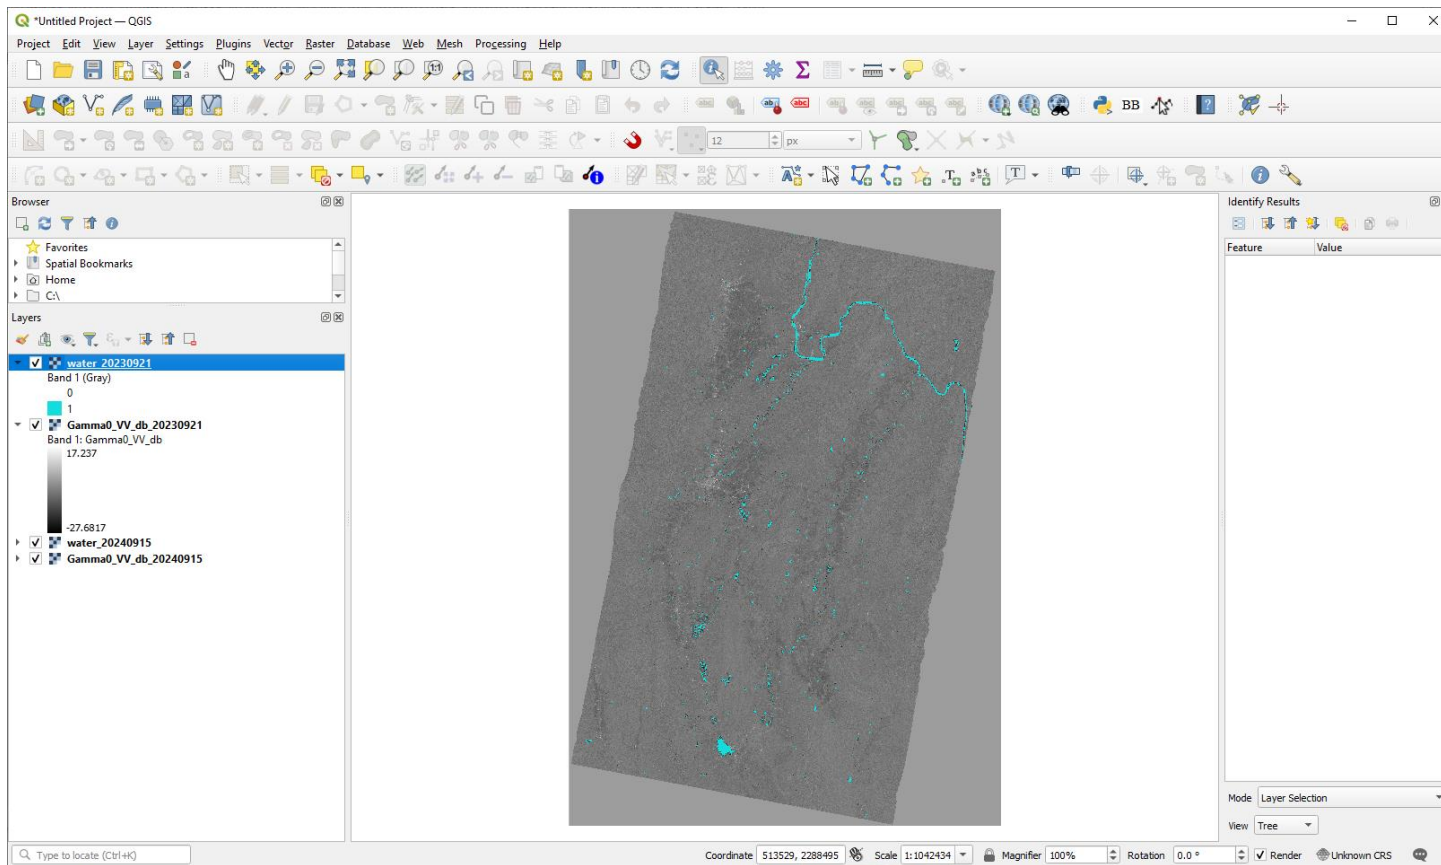 *Untitled Project — QGIS
Project Edit View Layer Settings Plugins Vector Raster Database Web Mesh Processing Help
12 px
Browser
Favorites
Spatial Bookmarks
Home
C:\
Layers
water_20230921
Band 1 (Gray)
0
1
Gamma0_VV_db_20230921
Band 1: Gamma0_VV_db
17.237
-27.6817
water_20240915
Gamma0_VV_db_20240915
Identify Results
Feature Value
Mode Layer Selection
View Tree
Type to locate (Ctrl+K) Coordinate 513529, 2288495 Scale 1:1042434 Magnifier 100% Rotation 0.0 ° Render Unknown CRS